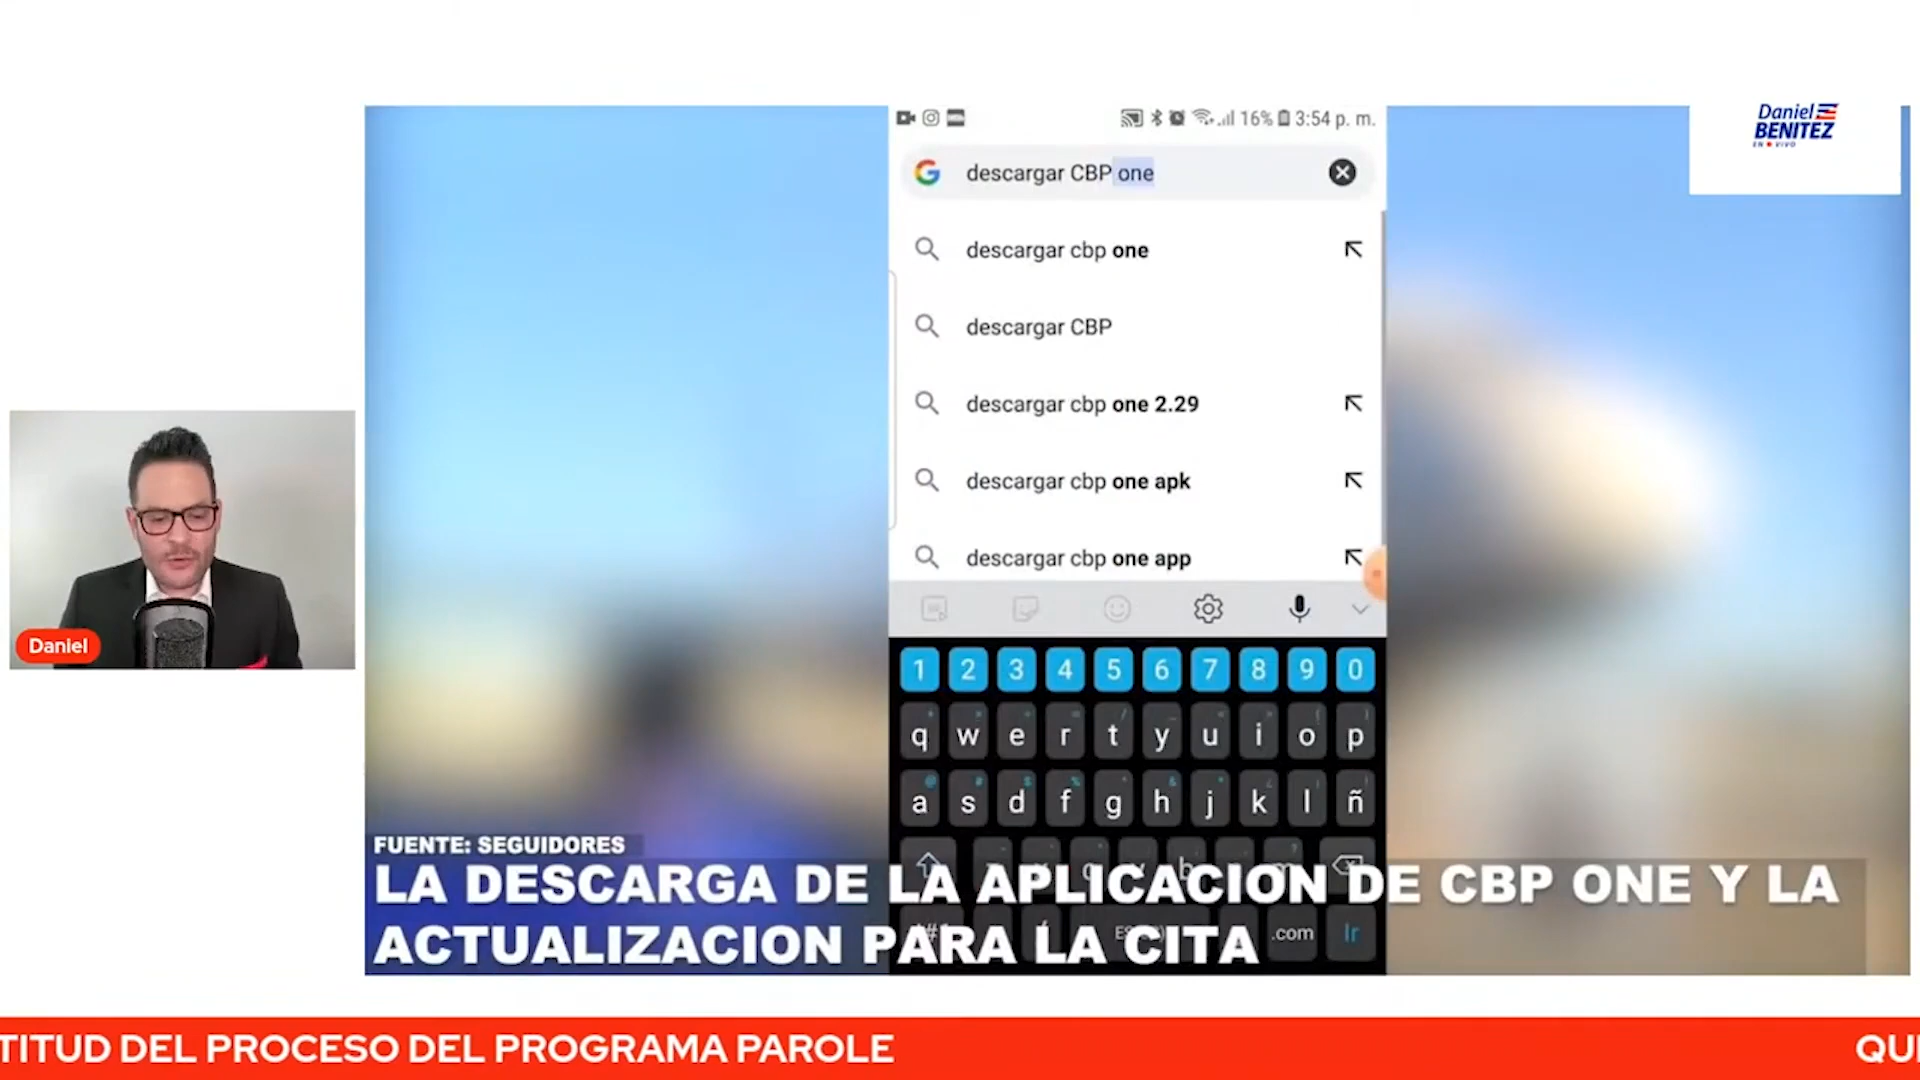 Daniel
BENITEZ
EN VIVO
16% 3:54 p. m.
descargar CBP one
descargar cbp one
descargar CBP
descargar cbp one 2.29
descargar cbp one apk
descargar cbp one app
1 2 3 4 5 6 7 8 9 0
q w e r t y u i o p
a s d f g h j k l ñ
.com Ir
Daniel
FUENTE: SEGUIDORES
LA DESCARGA DE LA APLICACION DE CBP ONE Y LA
ACTUALIZACION PARA LA CITA
TITUD DEL PROCESO DEL PROGRAMA PAROLE